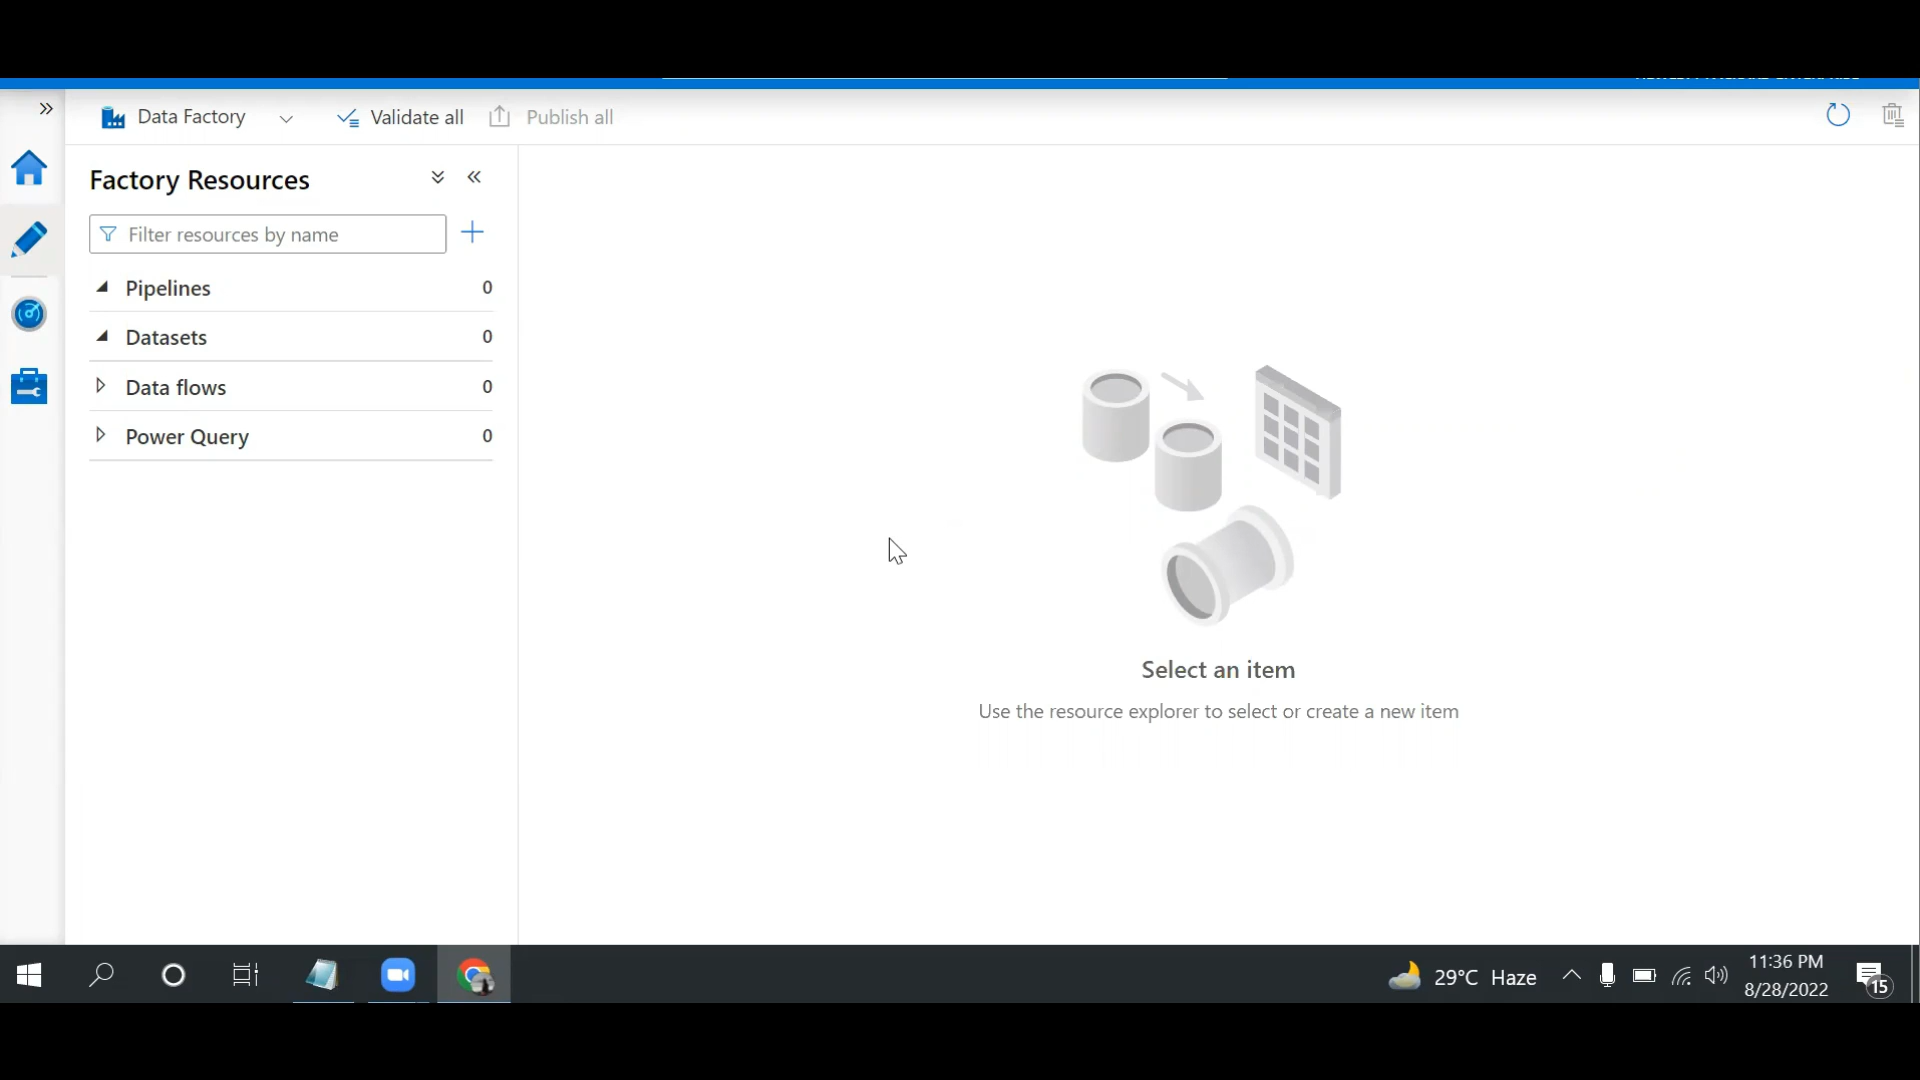 Data Factory
Validate all
Publish all
Factory Resources
Filter resources by name
Pipelines 0
Datasets 0
Data flows 0
Power Query 0
Select an item
Use the resource explorer to select or create a new item
29°C Haze
11:36 PM
8/28/2022
15